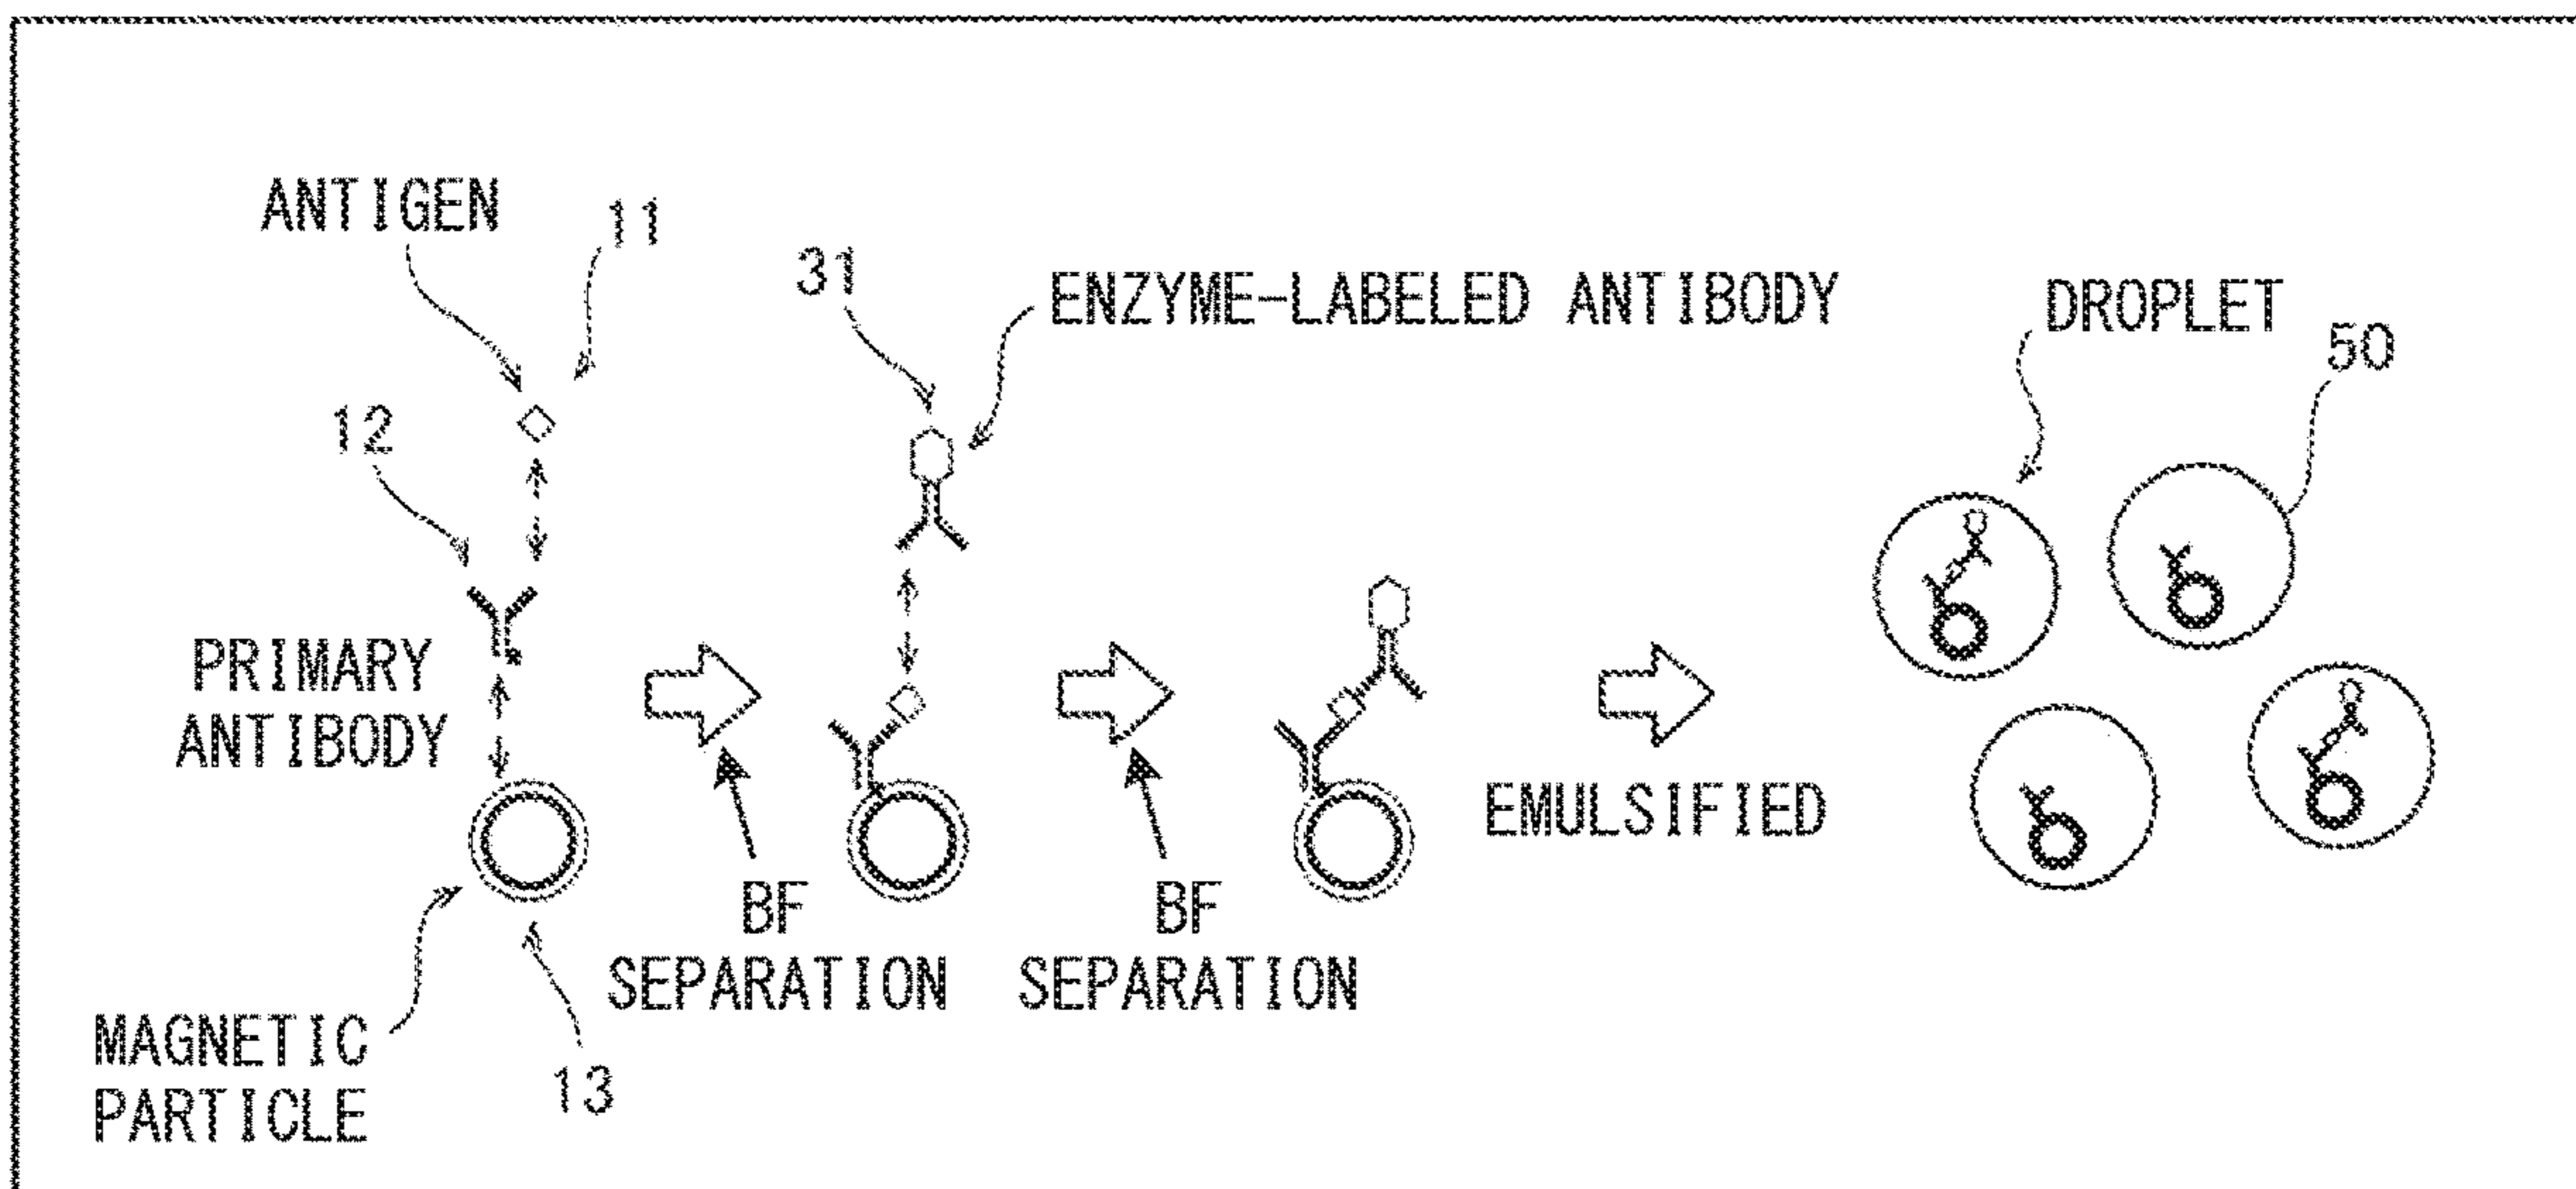 ANTIGEN
11
12
PRIMARY
ANTIBODY
MAGNETIC
PARTICLE
13
BF
SEPARATION
31
ENZYME-LABELED ANTIBODY
BF
SEPARATION
EMULSIFIED
DROPLET
50